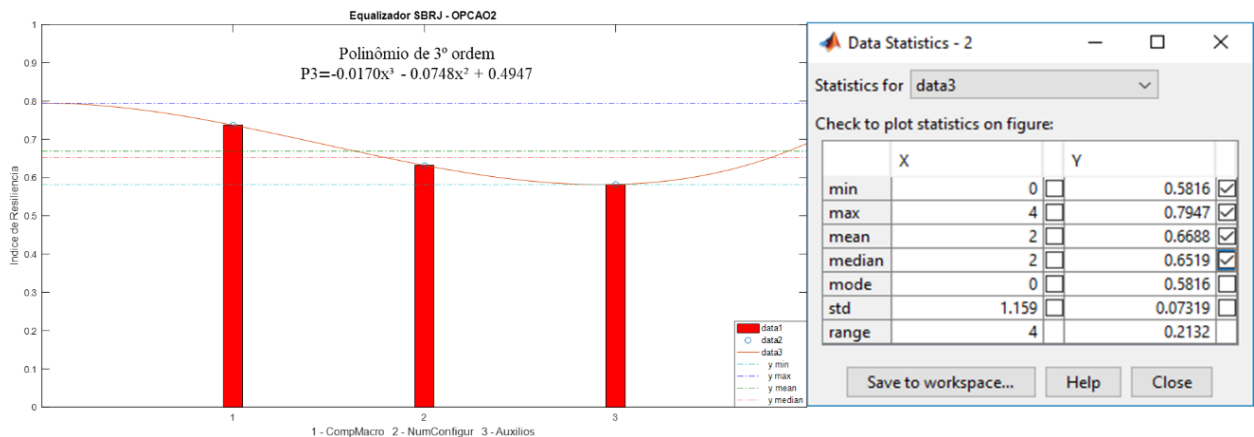 Equalizador SBRJ - OPCAO2
Polinômio de 3º ordem
P3=-0.0170x³ - 0.0748x² + 0.4947
Indice de Resiliencia
1
0.9
0.8
0.7
0.6
0.5
0.4
0.3
0.2
0.1
0
1
2
3
1 - CompMacro 2 - NumConfigur 3 - Auxilios
data1
data2
data3
y min
y max
y mean
y median
Data Statistics - 2
Statistics for data3
Check to plot statistics on figure:
X Y
min 0 0.5816
max 4 0.7947
mean 2 0.6688
median 2 0.6519
mode 0 0.5816
std 1.159 0.07319
range 4 0.2132
Save to workspace... Help Close